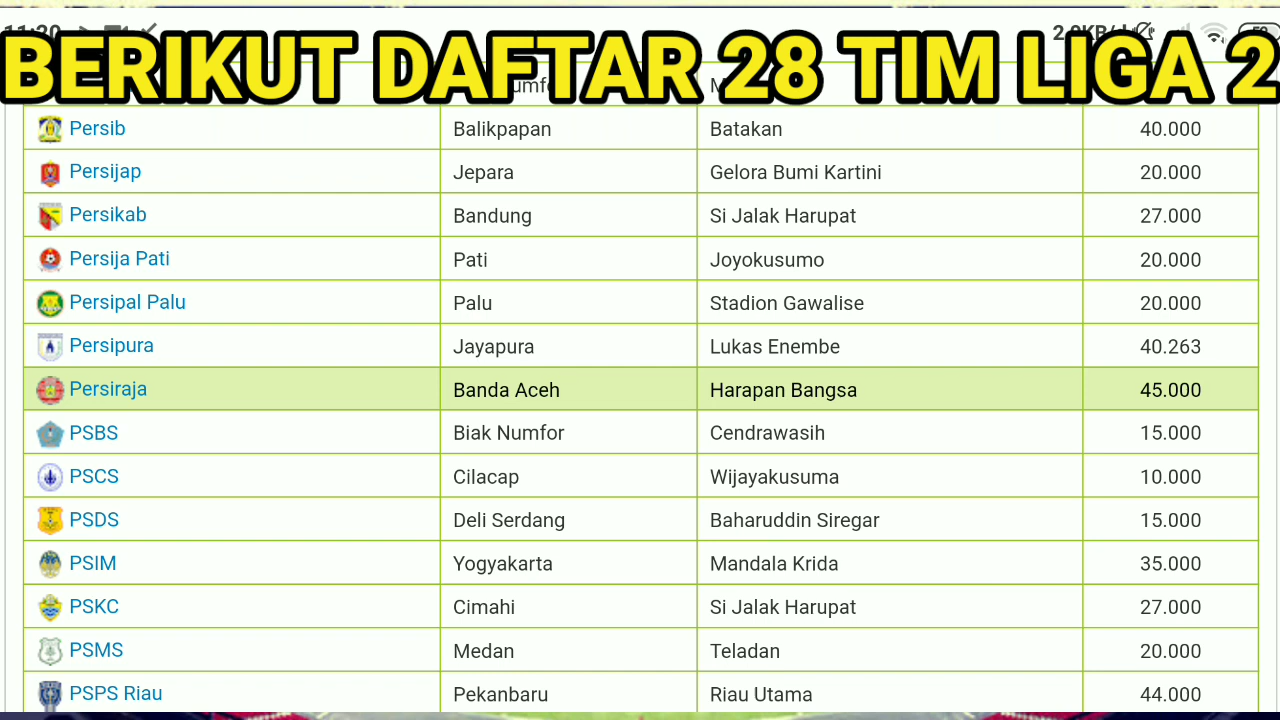 11:20
BERIKUT DAFTAR 28 TIM LIGA 2
Persib Balikpapan Batakan 40.000
Persijap Jepara Gelora Bumi Kartini 20.000
Persikab Bandung Si Jalak Harupat 27.000
Persija Pati Pati Joyokusumo 20.000
Persipal Palu Palu Stadion Gawalise 20.000
Persipura Jayapura Lukas Enembe 40.263
Persiraja Banda Aceh Harapan Bangsa 45.000
PSBS Biak Numfor Cendrawasih 15.000
PSCS Cilacap Wijayakusuma 10.000
PSDS Deli Serdang Baharuddin Siregar 15.000
PSIM Yogyakarta Mandala Krida 35.000
PSKC Cimahi Si Jalak Harupat 27.000
PSMS Medan Teladan 20.000
PSPS Riau Pekanbaru Riau Utama 44.000